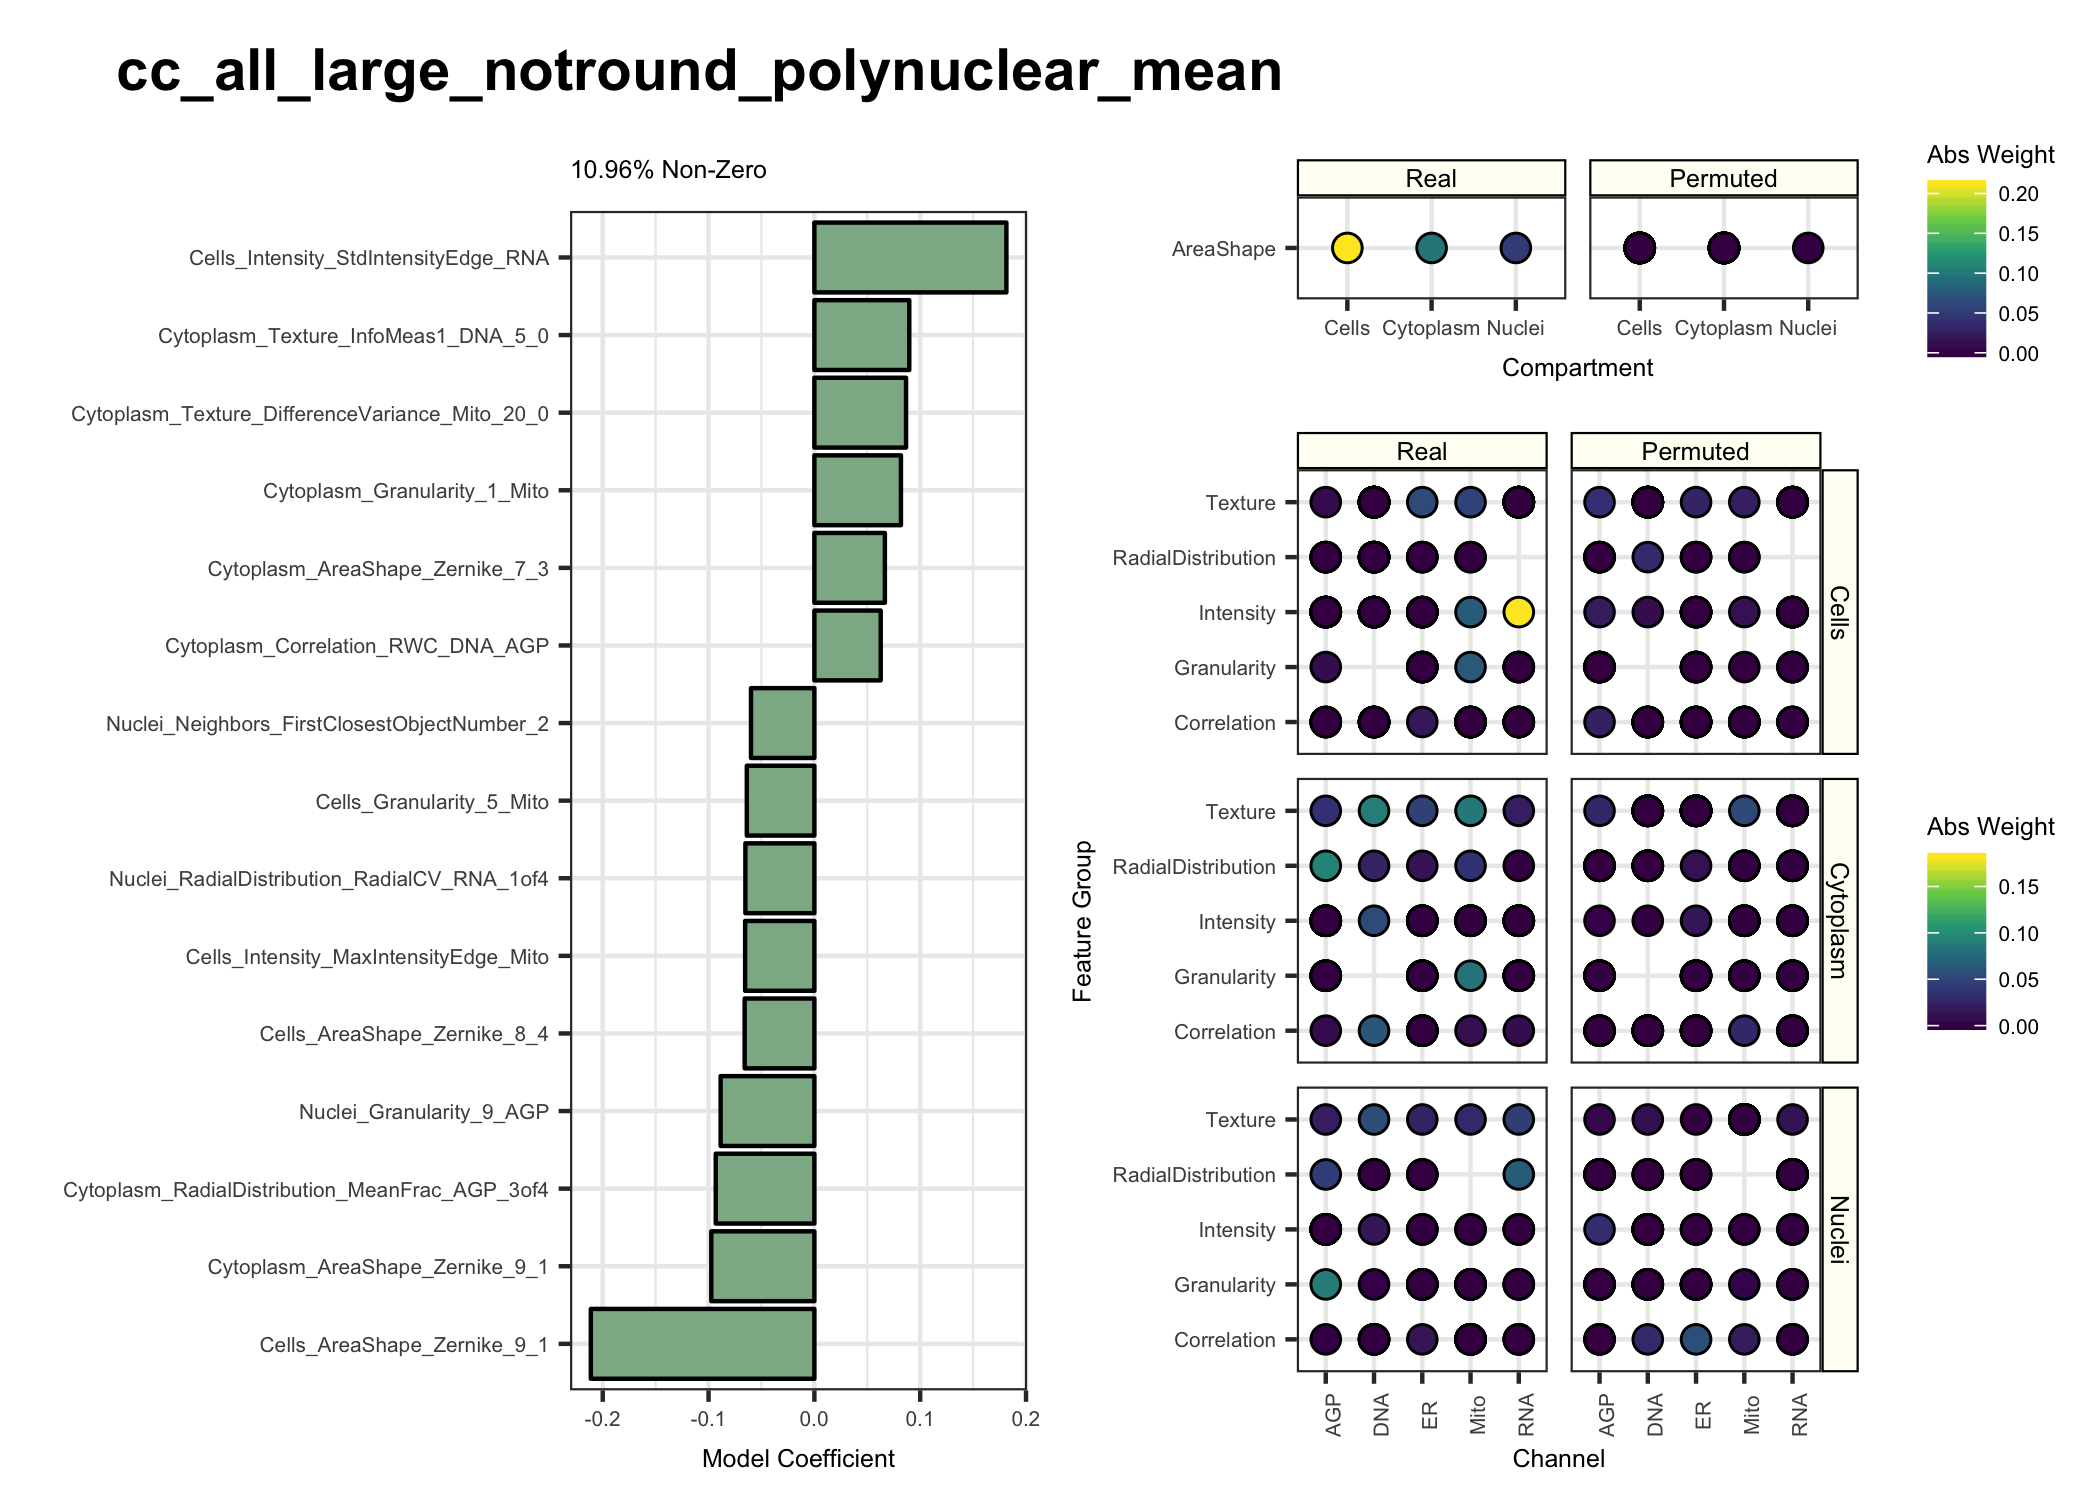 cc_all_large_notround_polynuclear_mean
10.96% Non-Zero
Cells_Intensity_StdIntensityEdge_RNA
Cytoplasm_Texture_InfoMeas1_DNA_5_0
Cytoplasm_Texture_DifferenceVariance_Mito_20_0
Cytoplasm_Granularity_1_Mito
Cytoplasm_AreaShape_Zernike_7_3
Cytoplasm_Correlation_RWC_DNA_AGP
Nuclei_Neighbors_FirstClosestObjectNumber_2
Cells_Granularity_5_Mito
Nuclei_RadialDistribution_RadialCV_RNA_1of4
Cells_Intensity_MaxIntensityEdge_Mito
Cells_AreaShape_Zernike_8_4
Nuclei_Granularity_9_AGP
Cytoplasm_RadialDistribution_MeanFrac_AGP_3of4
Cytoplasm_AreaShape_Zernike_9_1
Cells_AreaShape_Zernike_9_1
-0.2 -0.1 0.0 0.1 0.2
Model Coefficient
Real Permuted
AreaShape
Cells Cytoplasm Nuclei Cells Cytoplasm Nuclei
Compartment
Abs Weight
0.20
0.15
0.10
0.05
0.00
Feature Group
Real Permuted
Texture
RadialDistribution
Intensity
Granularity
Correlation
Cells
Texture
RadialDistribution
Intensity
Granularity
Correlation
Cytoplasm
Texture
RadialDistribution
Intensity
Granularity
Correlation
Nuclei
AGP DNA ER Mito RNA AGP DNA ER Mito RNA
Channel
Abs Weight
0.15
0.10
0.05
0.00